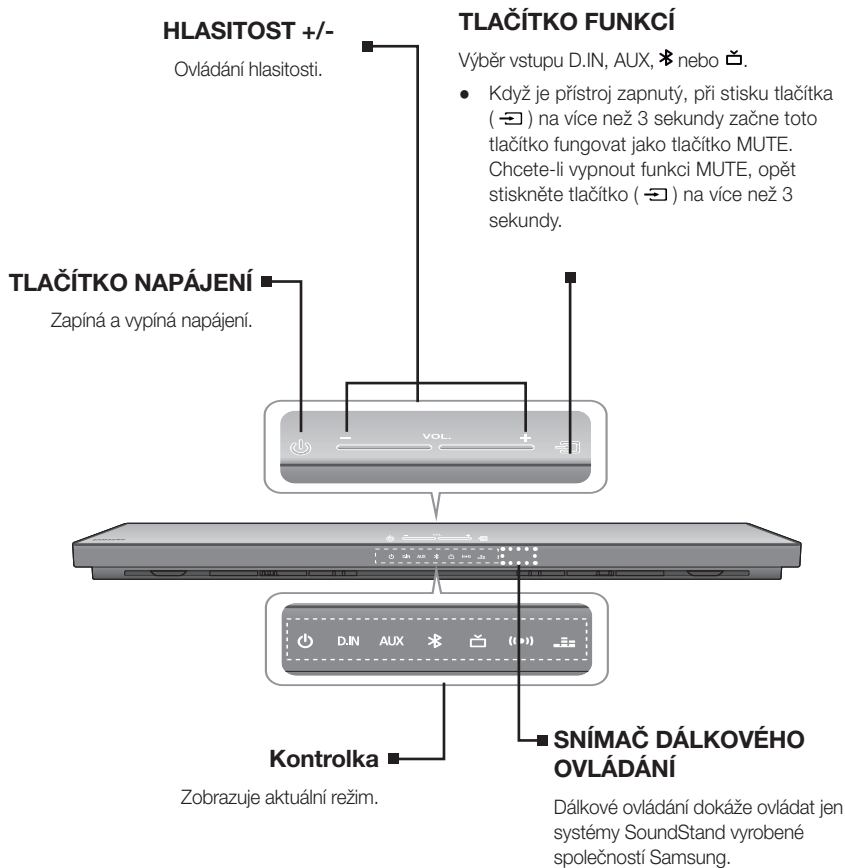 HLASITOST +/-
Ovládání hlasitosti.
TLAČÍTKO FUNKCÍ
Výběr vstupu D.IN, AUX, nebo .
● Když je přístroj zapnutý, při stisku tlačítka
( ) na více než 3 sekundy začne toto
tlačítko fungovat jako tlačítko MUTE.
Chcete-li vypnout funkci MUTE, opět
stiskněte tlačítko ( ) na více než 3
sekundy.
TLAČÍTKO NAPÁJENÍ
Zapíná a vypíná napájení.
VOL.
D.IN AUX
D.IN AUX
Kontrolka
Zobrazuje aktuální režim.
SNÍMAČ DÁLKOVÉHO
OVLÁDÁNÍ
Dálkové ovládání dokáže ovládat jen
systémy SoundStand vyrobené
společností Samsung.